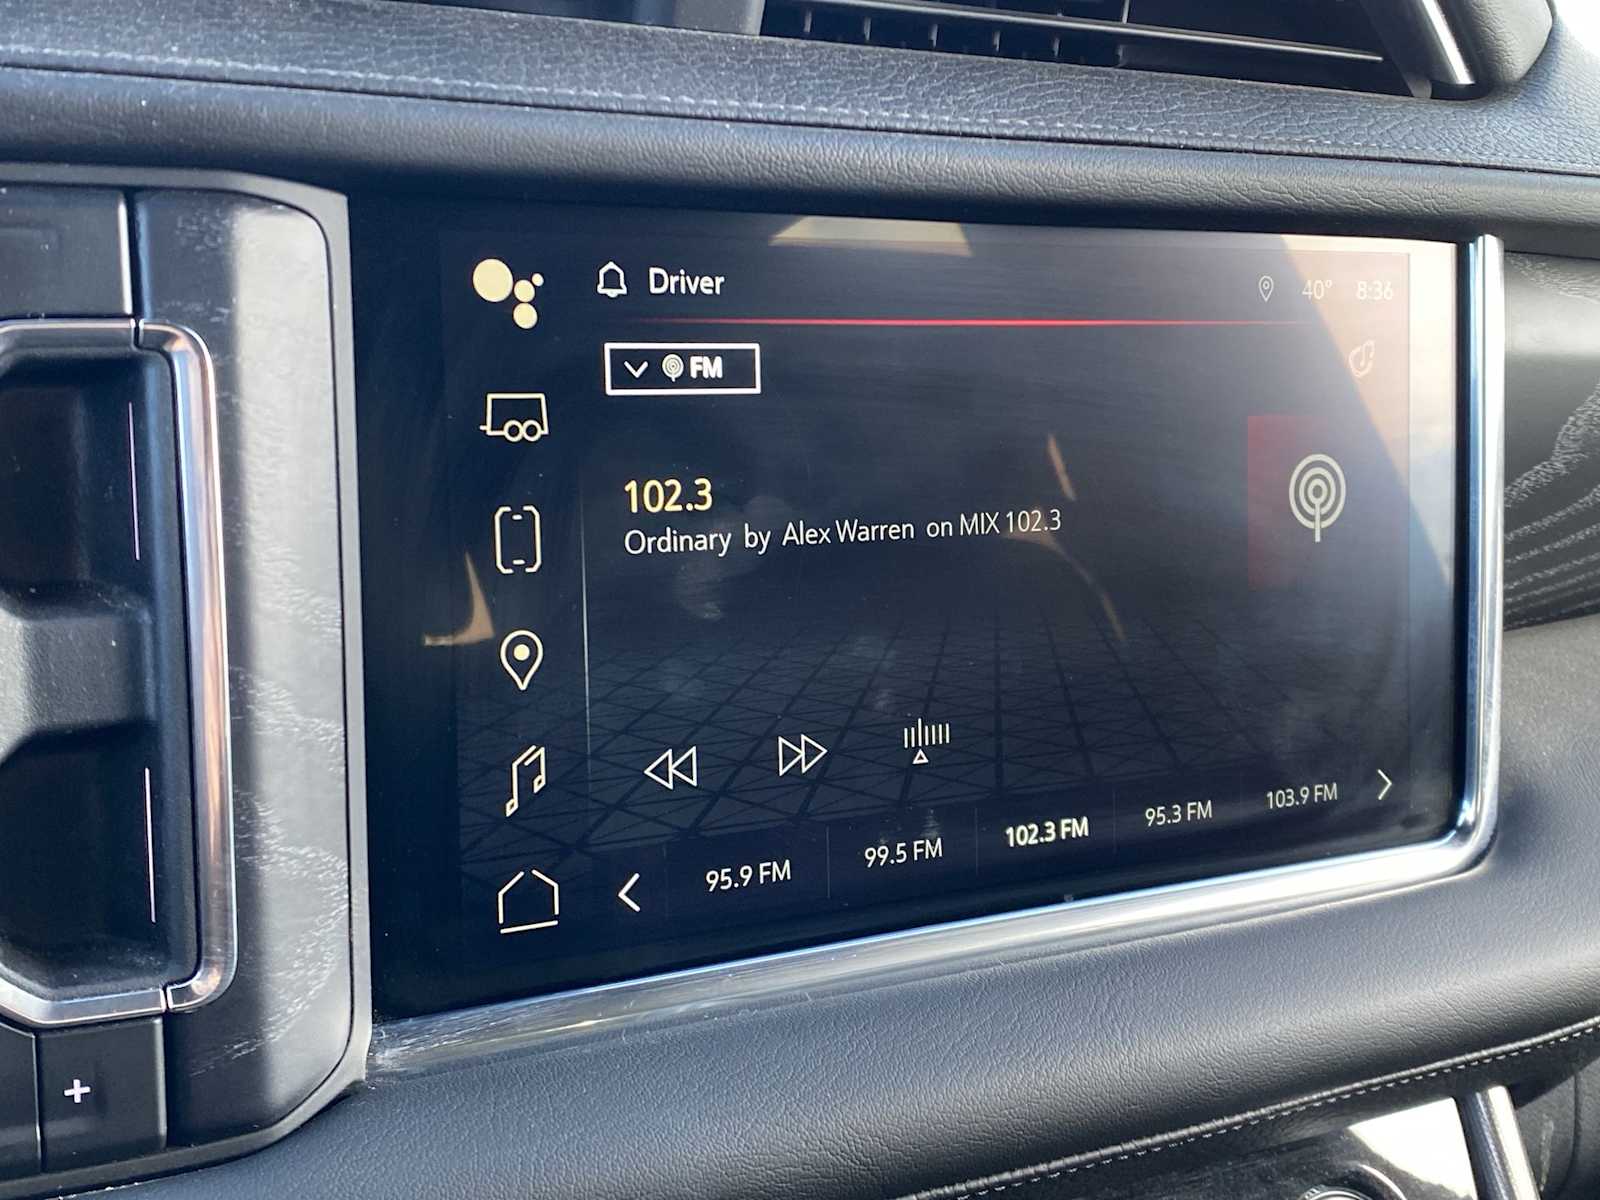 Driver
40° 8:36
FM
102.3
Ordinary by Alex Warren on MIX 102.3
95.9 FM 99.5 FM 102.3 FM 95.3 FM 103.9 FM
+